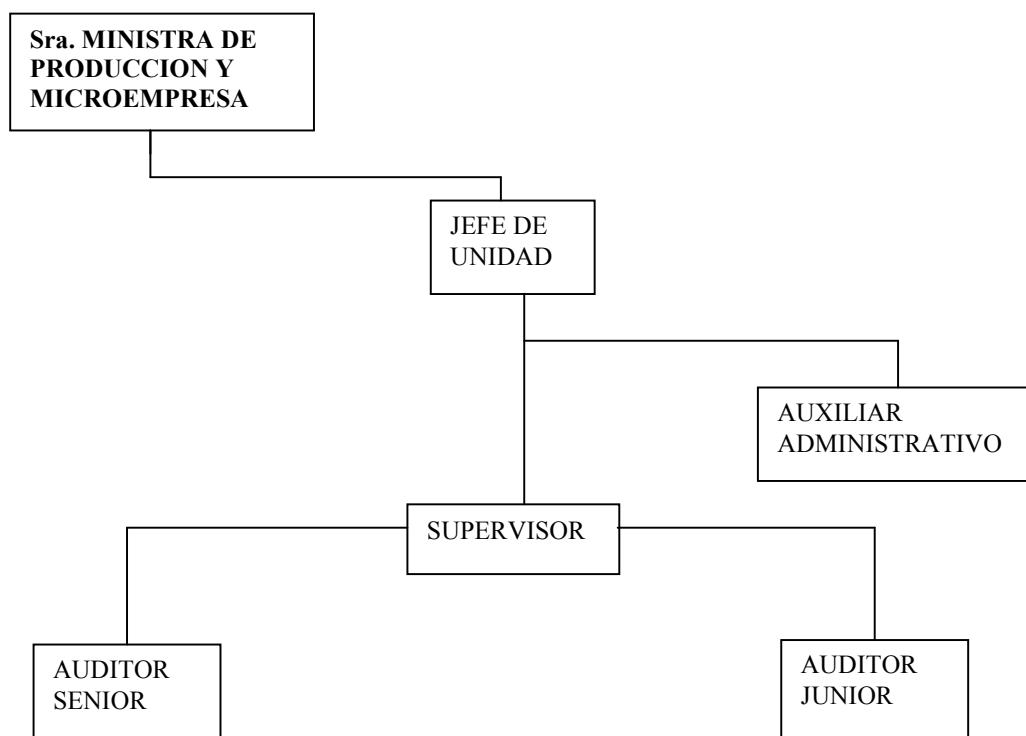 Sra. MINISTRA DE
PRODUCCION Y
MICROEMPRESA
JEFE DE
UNIDAD
AUXILIAR
ADMINISTRATIVO
SUPERVISOR
AUDITOR
SENIOR
AUDITOR
JUNIOR